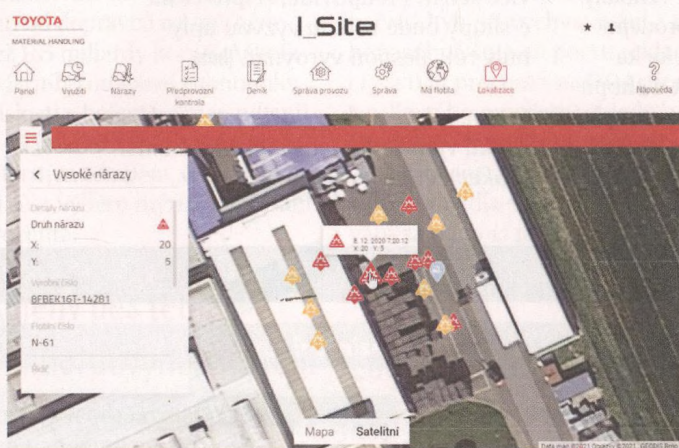 TOYOTA
MATERIAL HANDLING
I_Site
Panel
Využití
Nárazy
Předprovozní
kontrola
Deník
Správa provozu
Správa
Má flotila
Lokalizace
Nápověda
Vysoké nárazy
Detaily nárazu
Druh nárazu
X: 20
Y: 5
Výrobní číslo
8FBEK16T-14281
Flotilní číslo
N-61
Řidič
8. 12. 2020 7:20:12
X: 20 Y: 5
Mapa Satelitní